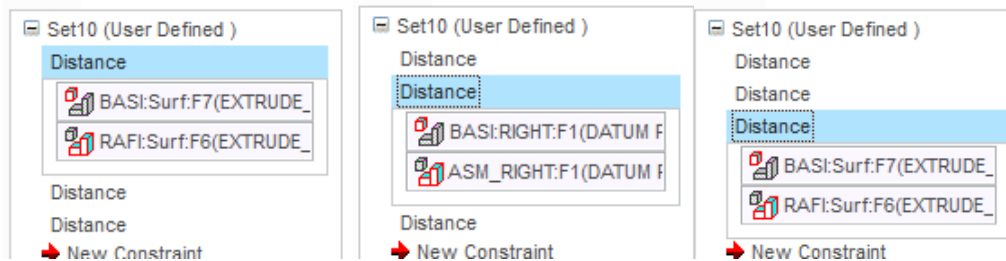 Set10 (User Defined )
Distance
BASI:Surf:F7(EXTRUDE_
RAFI:Surf:F6(EXTRUDE_
Distance
Distance
New Constraint
Set10 (User Defined )
Distance
Distance
BASI:RIGHT:F1(DATUM F
ASM_RIGHT:F1(DATUM F
Distance
New Constraint
Set10 (User Defined )
Distance
Distance
Distance
BASI:Surf:F7(EXTRUDE_
RAFI:Surf:F6(EXTRUDE_
New Constraint